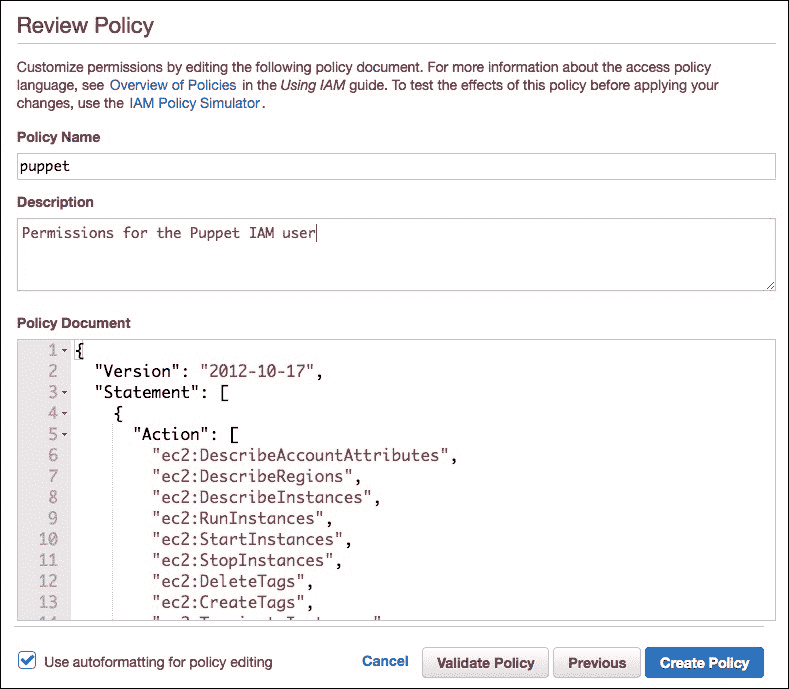 Review Policy
Customize permissions by editing the following policy document. For more information about the access policy
language, see Overview of Policies in the Using IAM guide. To test the effects of this policy before applying your
changes, use the IAM Policy Simulator.
Policy Name
puppet
Description
Permissions for the Puppet IAM user
Policy Document
1 {
2 "Version": "2012-10-17",
3 "Statement": [
4 {
5 "Action": [
6 "ec2:DescribeAccountAttributes",
7 "ec2:DescribeRegions",
8 "ec2:DescribeInstances",
9 "ec2:RunInstances",
10 "ec2:StartInstances",
11 "ec2:StopInstances",
12 "ec2:DeleteTags",
13 "ec2:CreateTags",
Use autoformatting for policy editing
Cancel
Validate Policy
Previous
Create Policy